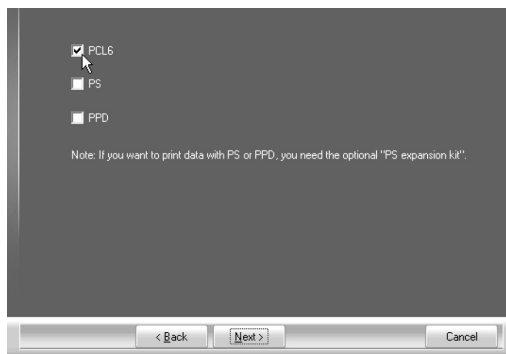 PCL6
PS
PPD
Note: If you want to print data with PS or PPD, you need the optional "PS expansion kit".
< Back Next > Cancel